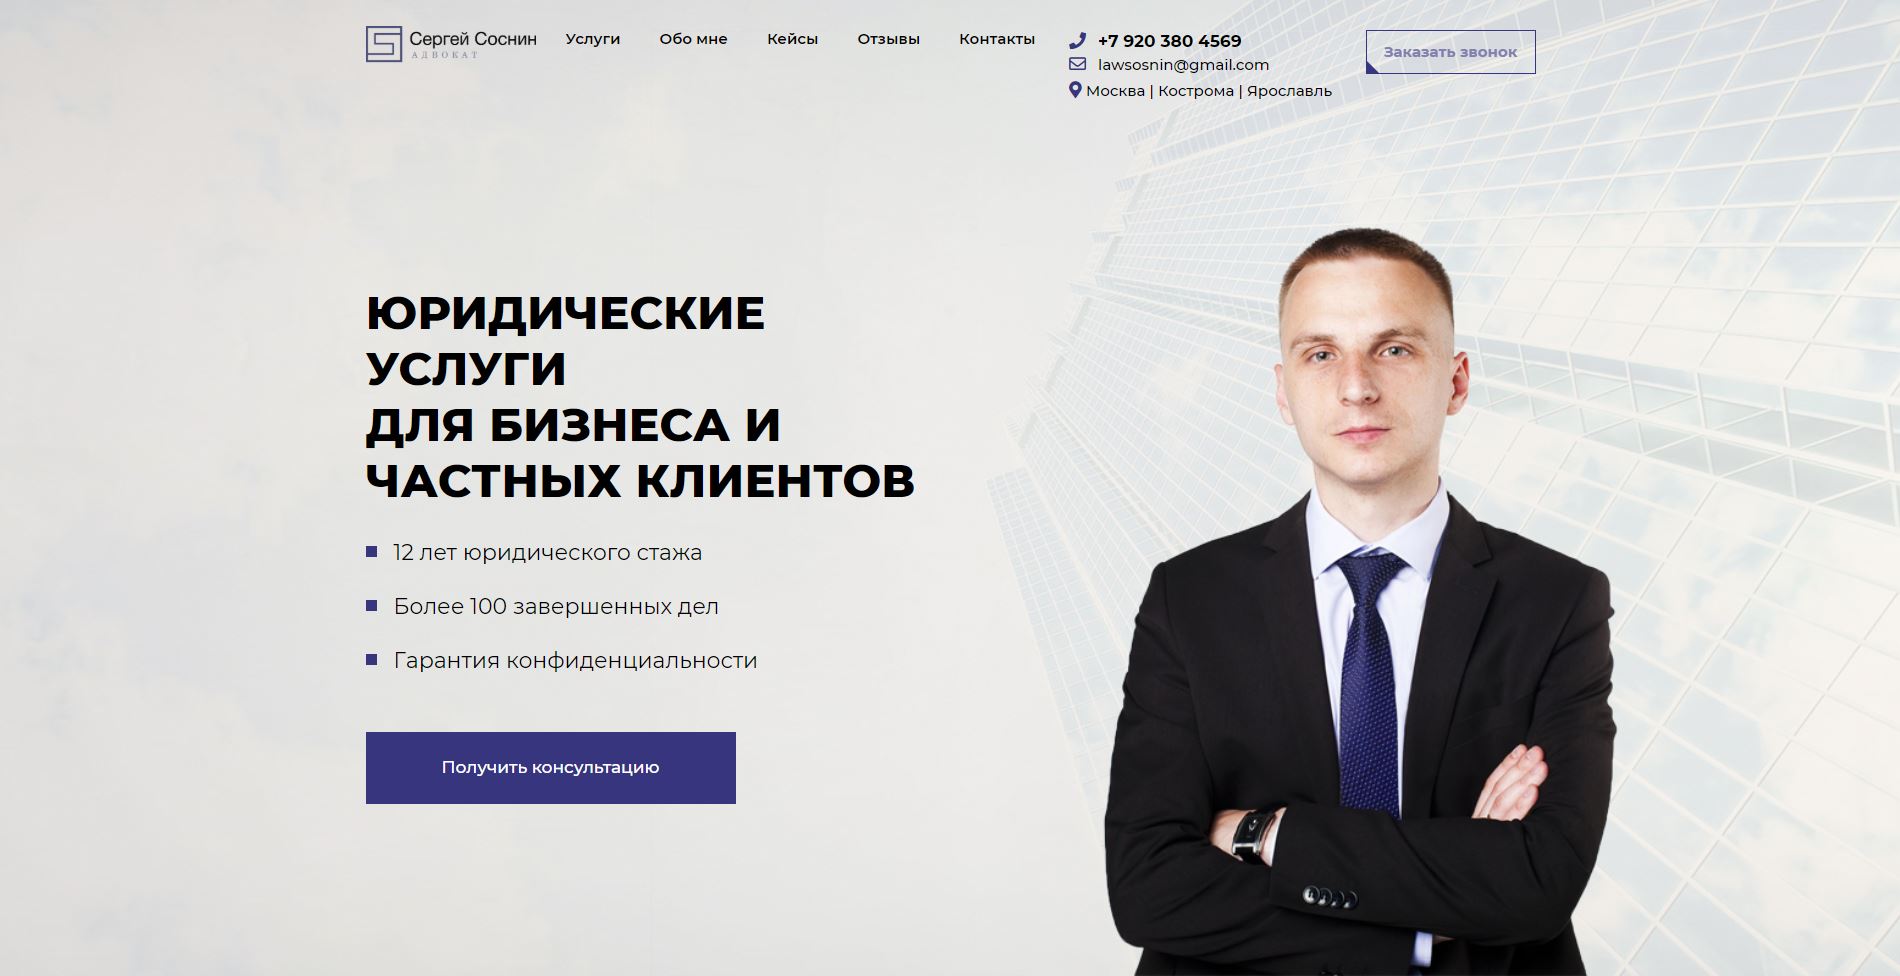 Сергей Соснин
АДВОКАТ
Услуги
Обо мне
Кейсы
Отзывы
Контакты
+7 920 380 4569
lawsosnin@gmail.com
Москва | Кострома | Ярославль
Заказать звонок
ЮРИДИЧЕСКИЕ
УСЛУГИ
ДЛЯ БИЗНЕСА И
ЧАСТНЫХ КЛИЕНТОВ
12 лет юридического стажа
Более 100 завершенных дел
Гарантия конфиденциальности
Получить консультацию